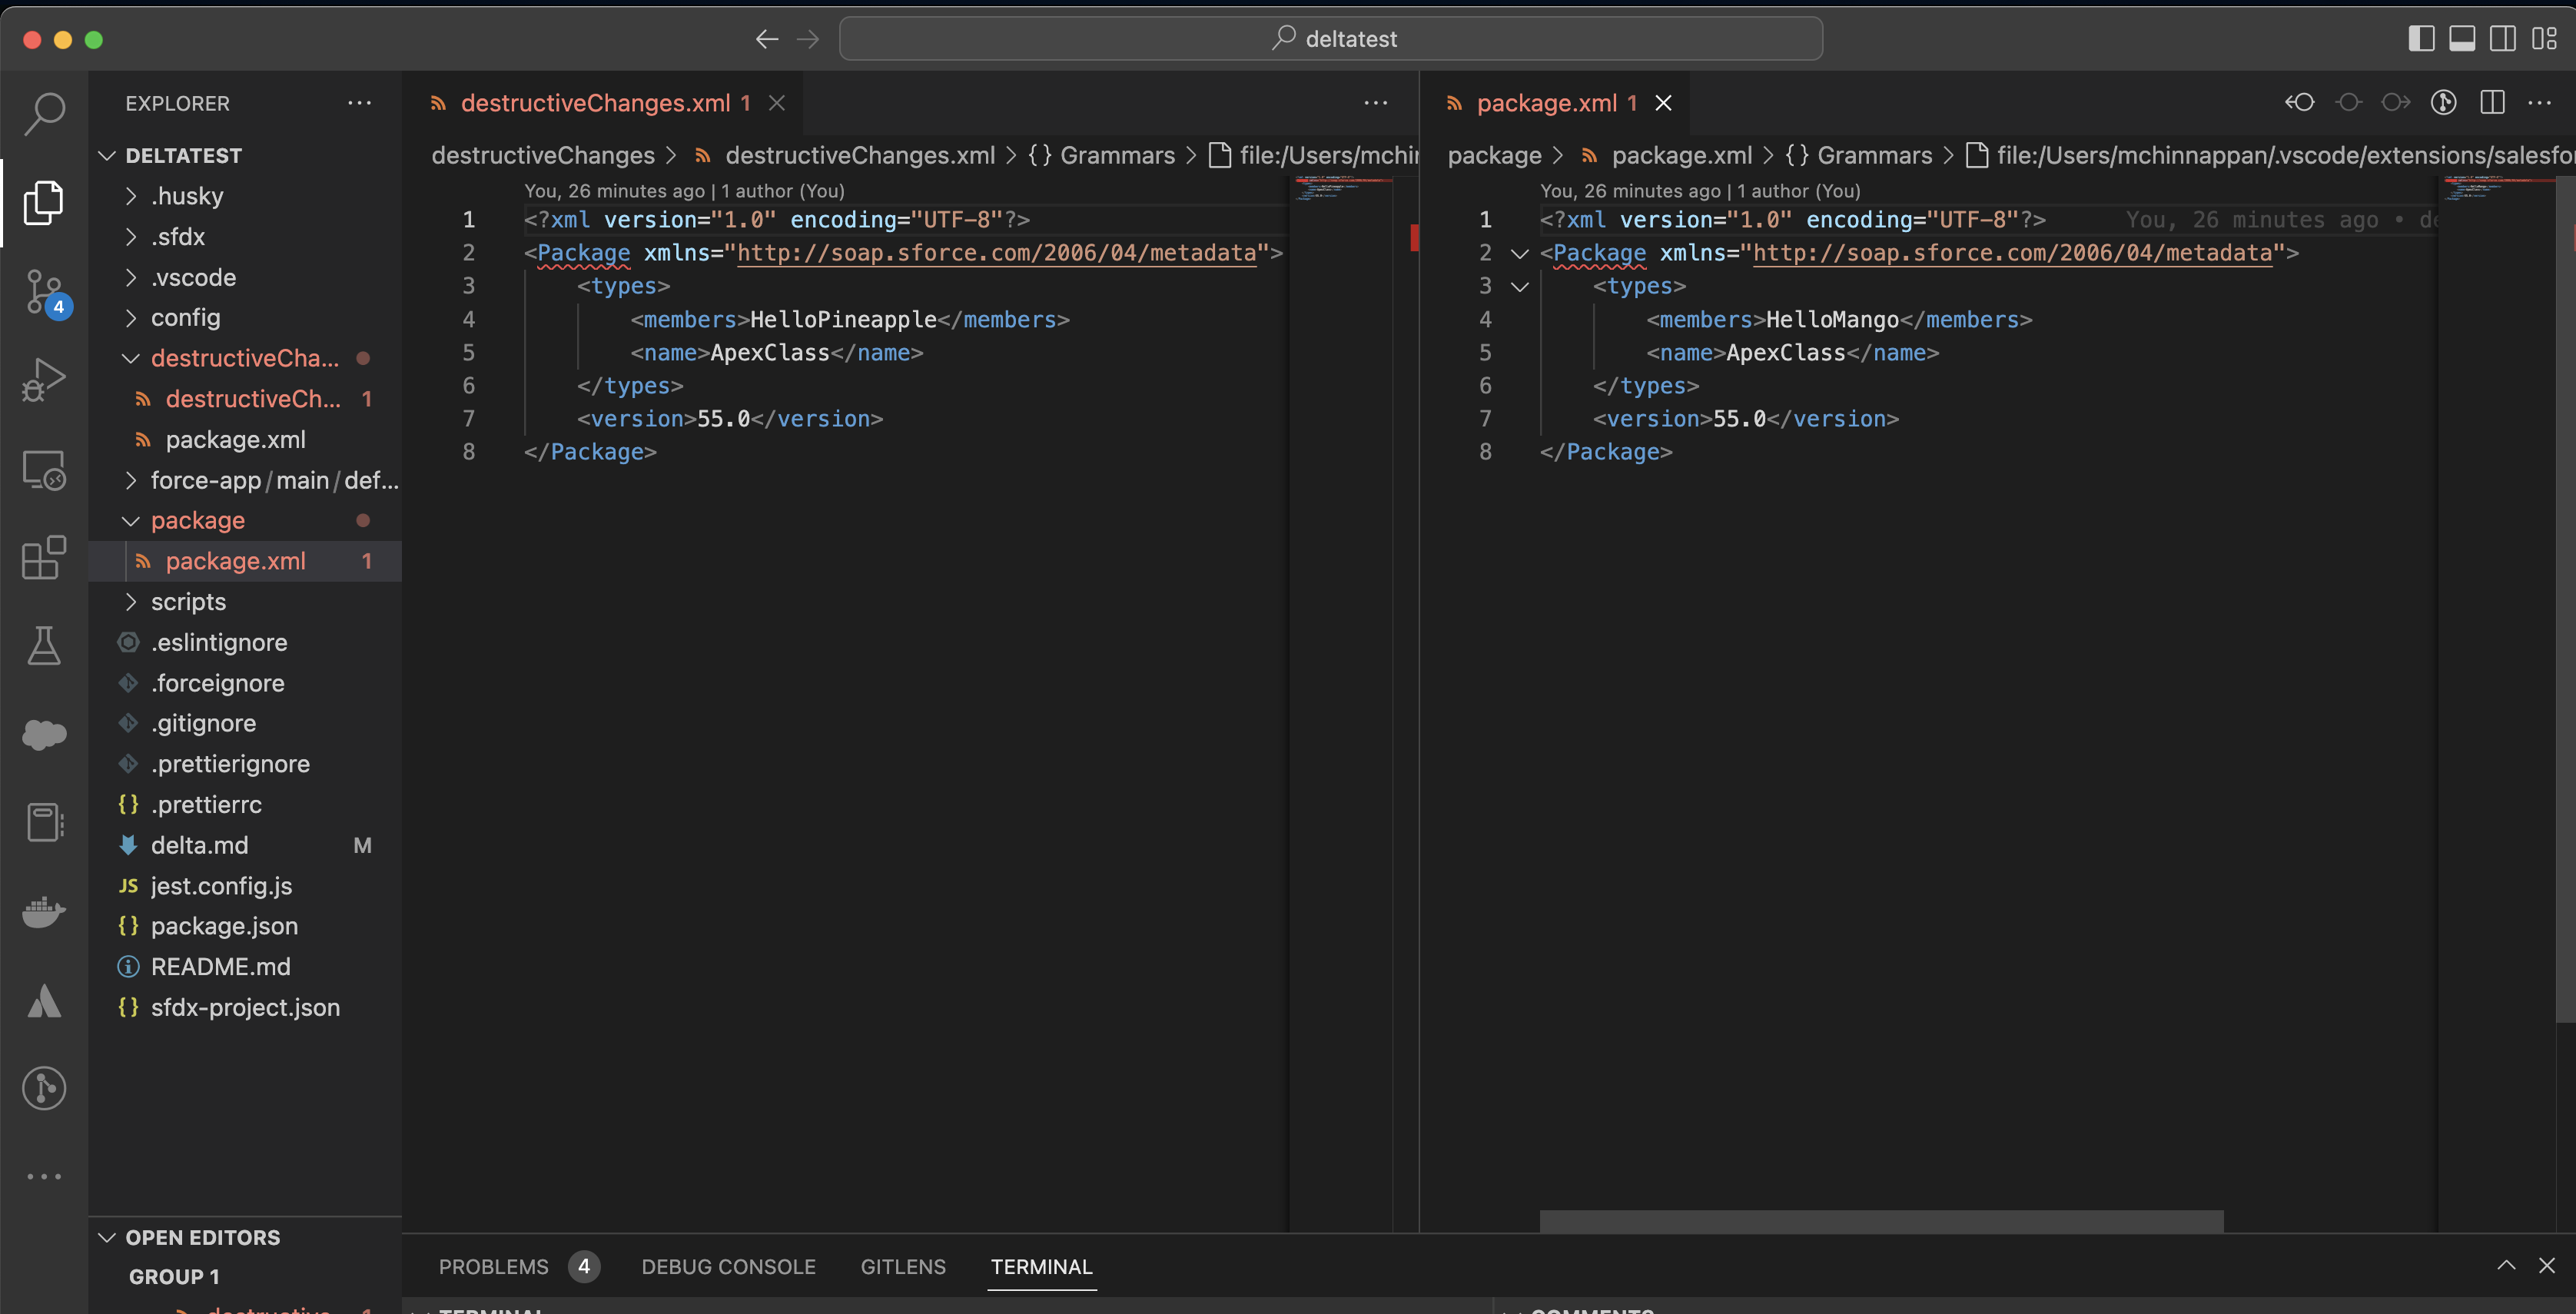 deltatest
EXPLORER
DELTATEST
.husky
.sfdx
.vscode
config
destructiveCha...
destructiveCh... 1
package.xml
force-app/main/def...
package
package.xml 1
scripts
.eslintignore
.forceignore
.gitignore
.prettierignore
{} .prettierrc
delta.md M
JS jest.config.js
{} package.json
README.md
{} sfdx-project.json
OPEN EDITORS
GROUP 1
4
destructiveChanges.xml 1
destructiveChanges > destructiveChanges.xml > {} Grammars > file:/Users/mchin
You, 26 minutes ago | 1 author (You)
1 <?xml version="1.0" encoding="UTF-8"?>
2 <Package xmlns="http://soap.sforce.com/2006/04/metadata">
3 <types>
4 <members>HelloPineapple</members>
5 <name>ApexClass</name>
6 </types>
7 <version>55.0</version>
8 </Package>
package.xml 1
package > package.xml > {} Grammars > file:/Users/mchinnappan/.vscode/extensions/salesfo
You, 26 minutes ago | 1 author (You)
1 <?xml version="1.0" encoding="UTF-8"?> You, 26 minutes ago • de
2 <Package xmlns="http://soap.sforce.com/2006/04/metadata">
3 <types>
4 <members>HelloMango</members>
5 <name>ApexClass</name>
6 </types>
7 <version>55.0</version>
8 </Package>
PROBLEMS 4 DEBUG CONSOLE GITLENS TERMINAL
TERMINAL
COMMENTS